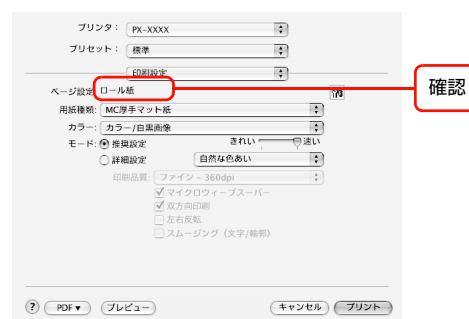 プリンタ： PX-XXXX
プリセット： 標準
印刷設定
ページ設定: ロール紙
確認
用紙種類: MC厚手マット紙
カラー: カラー/自黒画像
モード: 推奨設定 きれい 速い
詳細設定 自然な色あい
印刷品質: ファイン – 360dpi
マイクロウィーブスーパー
双方向印刷
左右反転
スムージング（文字/輪郭）
? PDF▼ プレビュー キャンセル プリント